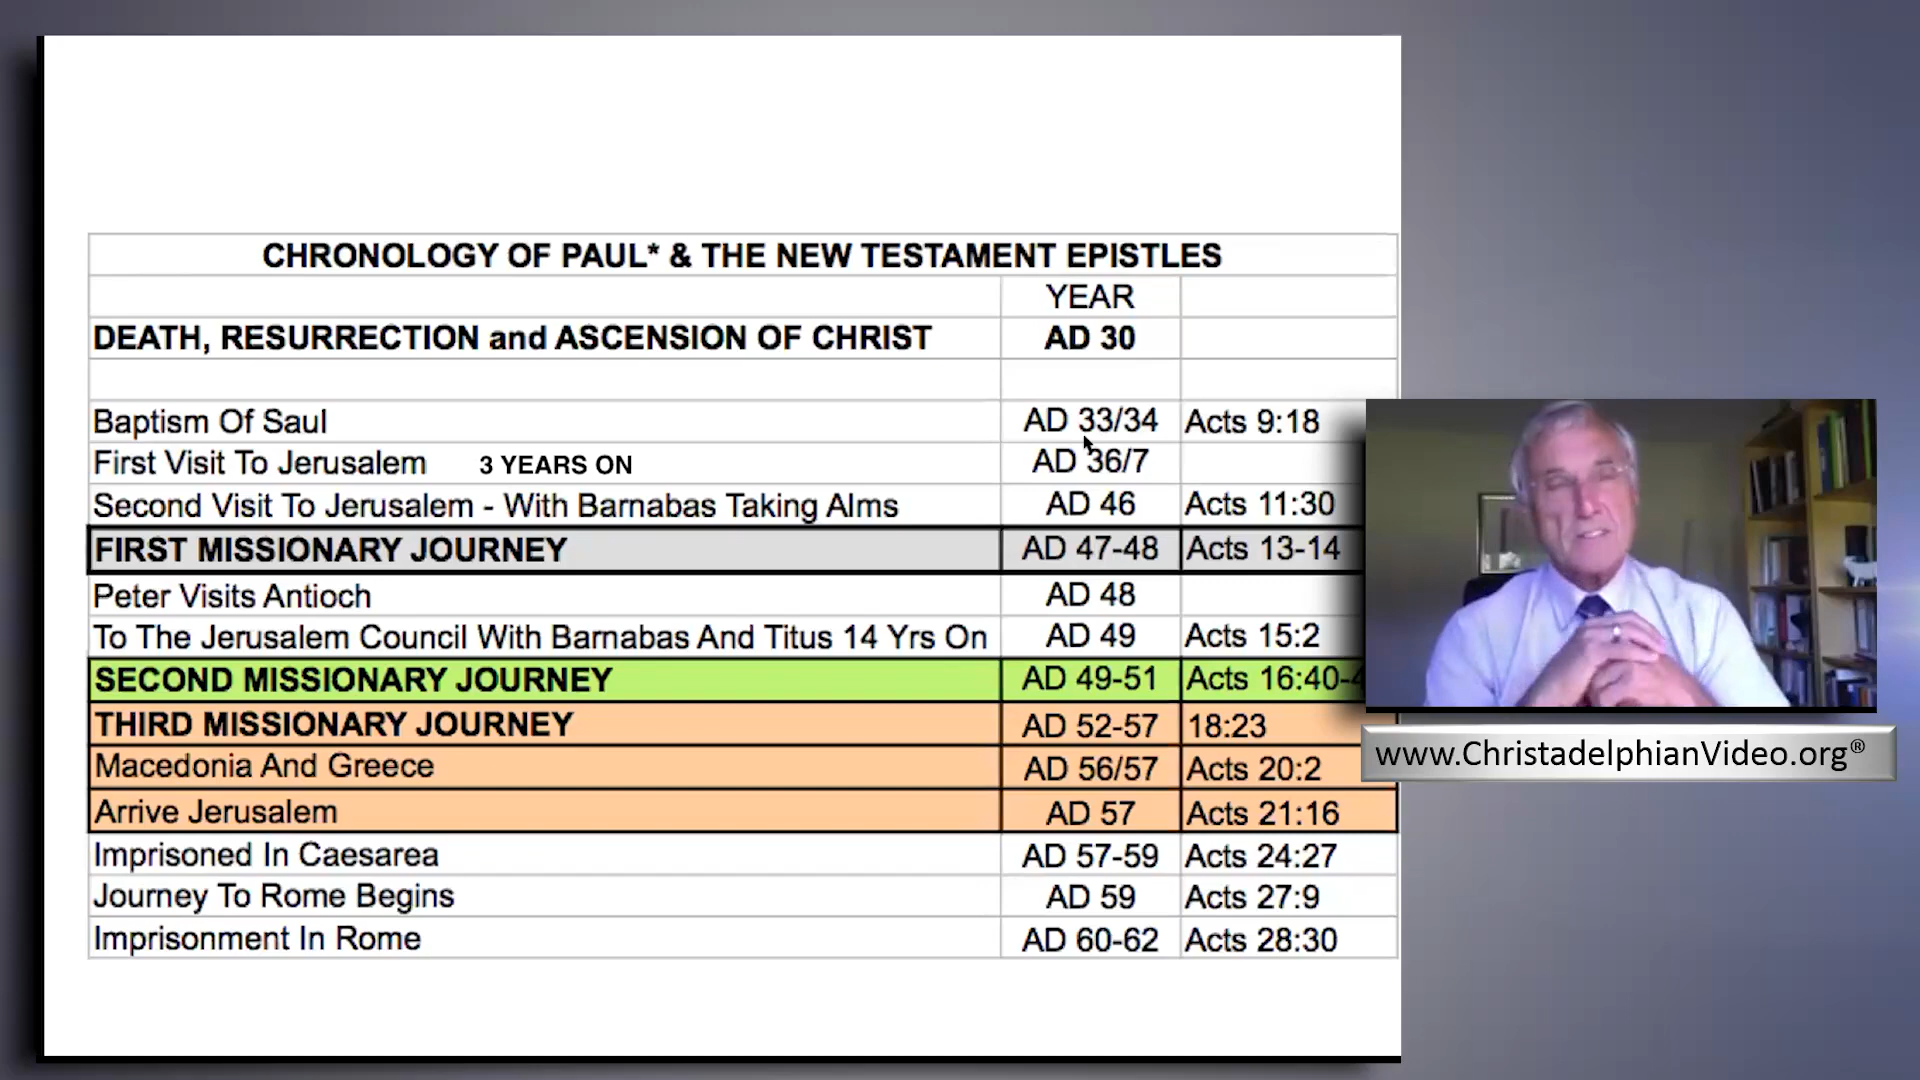 CHRONOLOGY OF PAUL* & THE NEW TESTAMENT EPISTLES
YEAR
DEATH, RESURRECTION and ASCENSION OF CHRIST AD 30
Baptism Of Saul AD 33/34 Acts 9:18
First Visit To Jerusalem 3 YEARS ON AD 36/7
Second Visit To Jerusalem - With Barnabas Taking Alms AD 46 Acts 11:30
FIRST MISSIONARY JOURNEY AD 47-48 Acts 13-14
Peter Visits Antioch AD 48
To The Jerusalem Council With Barnabas And Titus 14 Yrs On AD 49 Acts 15:2
SECOND MISSIONARY JOURNEY AD 49-51 Acts 16:40-
THIRD MISSIONARY JOURNEY AD 52-57 18:23
Macedonia And Greece AD 56/57 Acts 20:2
Arrive Jerusalem AD 57 Acts 21:16
Imprisoned In Caesarea AD 57-59 Acts 24:27
Journey To Rome Begins AD 59 Acts 27:9
Imprisonment In Rome AD 60-62 Acts 28:30
www.ChristadelphianVideo.org®